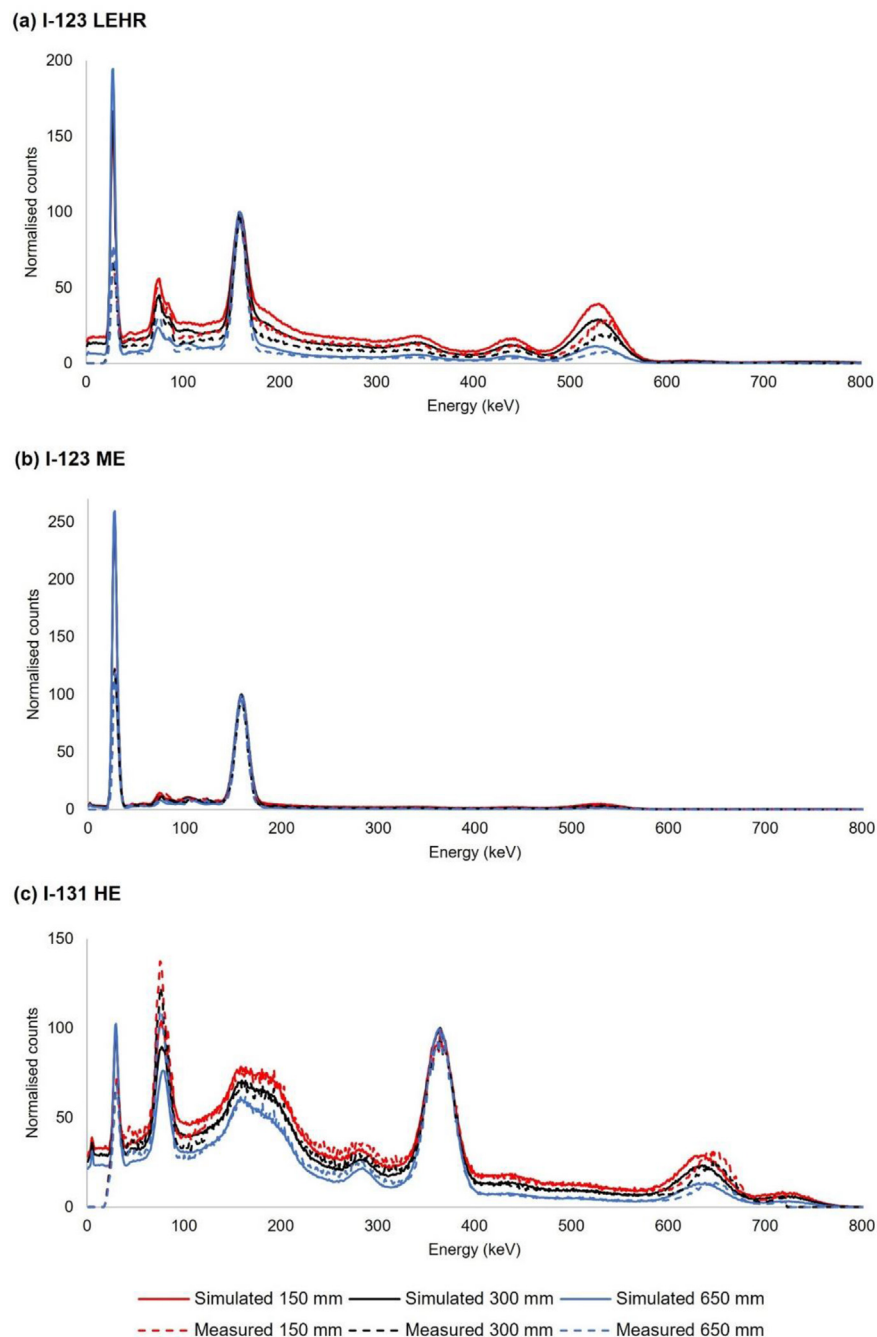 (a) I-123 LEHR
200
150
100
50
0
Normalised counts
0 100 200 300 400 500 600 700 800
Energy (keV)
(b) I-123 ME
250
200
150
100
50
0
Normalised counts
0 100 200 300 400 500 600 700 800
Energy (keV)
(c) I-131 HE
150
100
50
0
Normalised counts
0 100 200 300 400 500 600 700 800
Energy (keV)
Simulated 150 mm Simulated 300 mm Simulated 650 mm
Measured 150 mm Measured 300 mm Measured 650 mm